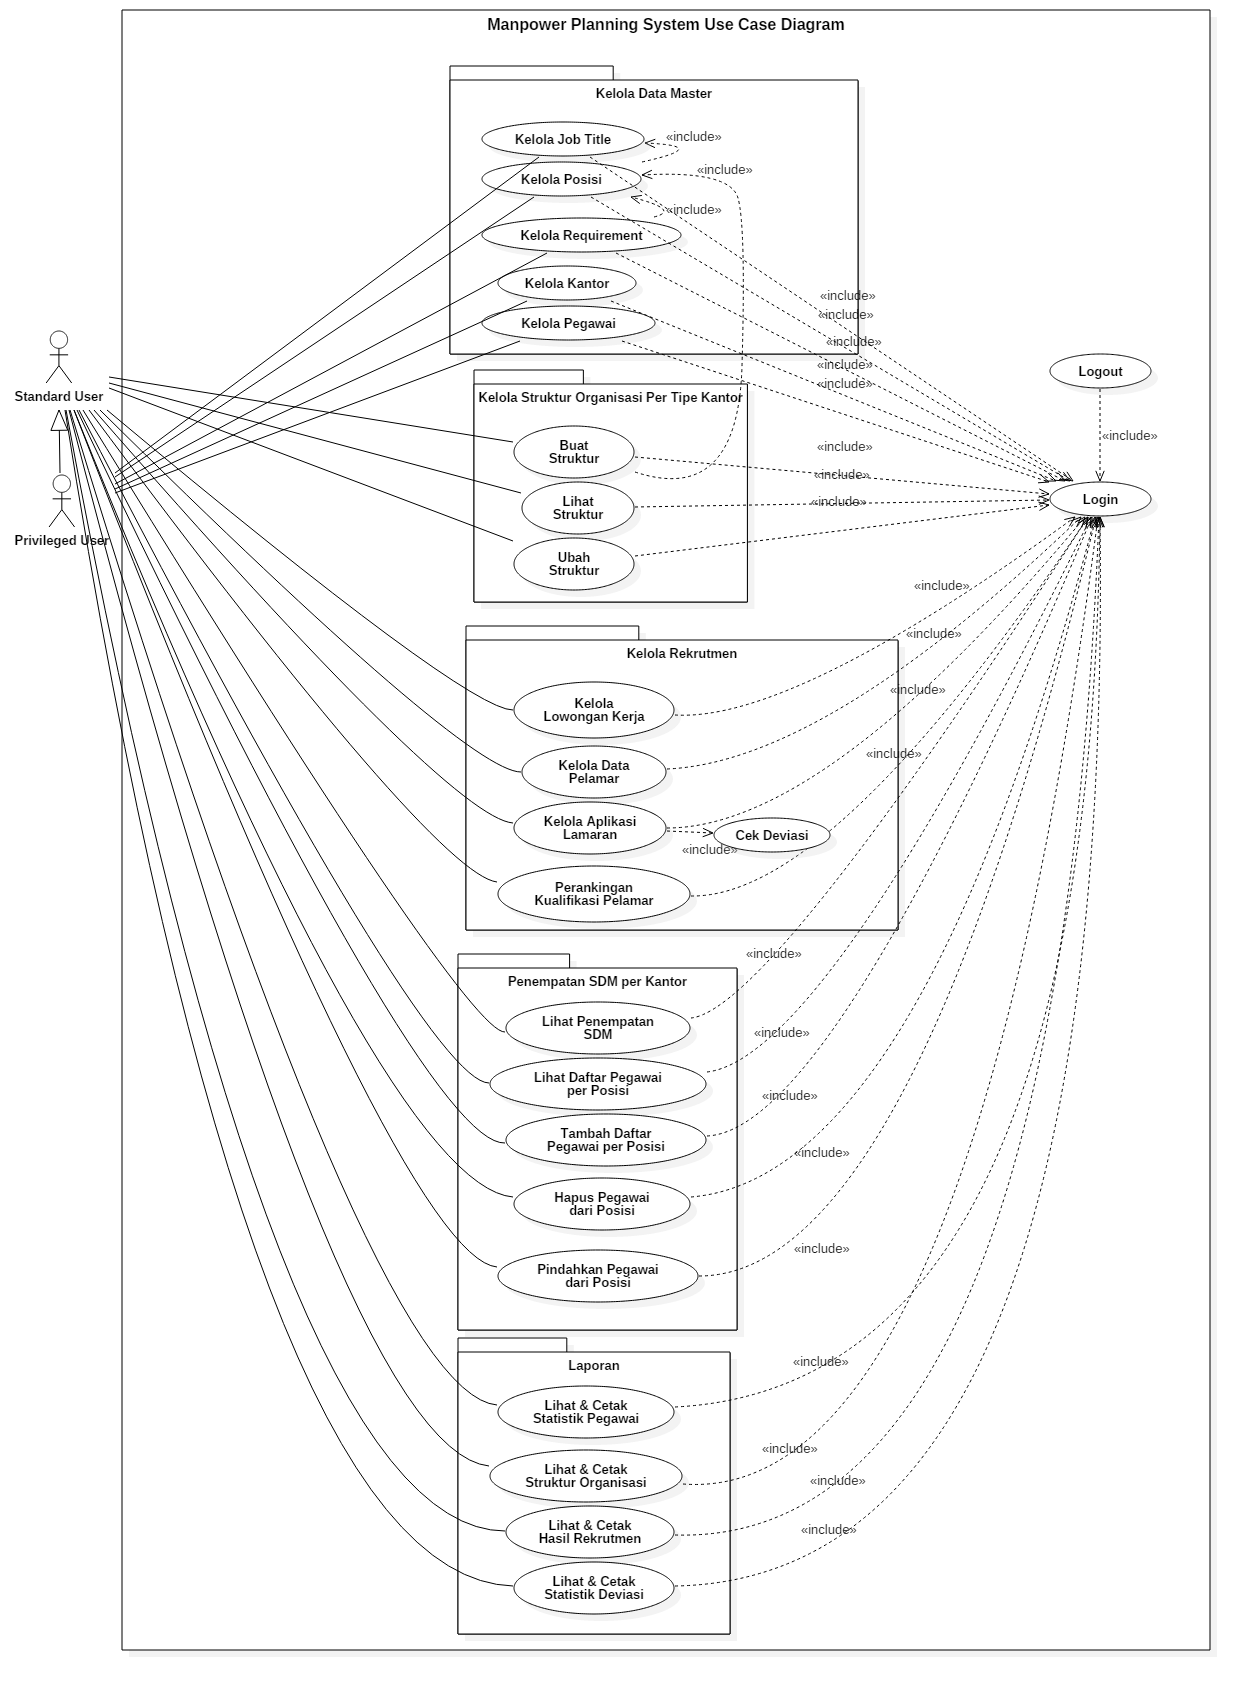 Manpower Planning System Use Case Diagram
Kelola Data Master
Kelola Job Title
«include»
«include»
Kelola Posisi
«include»
Kelola Requirement
Kelola Kantor
«include»
«include»
Kelola Pegawai
«include»
«include»
Logout
«include»
Standard User
Kelola Struktur Organisasi Per Tipe Kantor
«include»
Buat
Struktur
«include»
«include»
Lihat
Struktur
Login
«include»
Privileged User
Ubah
Struktur
«include»
«include»
Kelola Rekrutmen
«include»
Kelola
Lowongan Kerja
«include»
Kelola Data
Pelamar
Kelola Aplikasi
Lamaran
Cek Deviasi
«include»
Perankingan
Kualifikasi Pelamar
«include»
Penempatan SDM per Kantor
Lihat Penempatan
SDM
«include»
Lihat Daftar Pegawai
per Posisi
«include»
Tambah Daftar
Pegawai per Posisi
«include»
Hapus Pegawai
dari Posisi
«include»
Pindahkan Pegawai
dari Posisi
«include»
Laporan
Lihat & Cetak
Statistik Pegawai
«include»
Lihat & Cetak
Struktur Organisasi
«include»
Lihat & Cetak
Hasil Rekrutmen
«include»
Lihat & Cetak
Statistik Deviasi